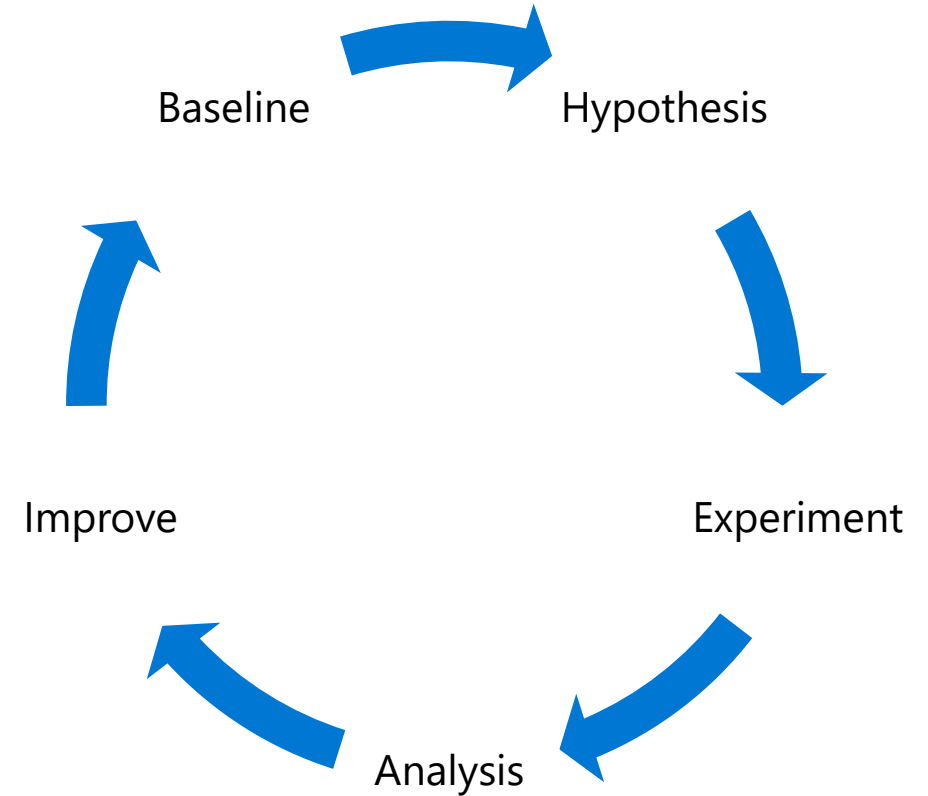 Baseline
Hypothesis
Experiment
Analysis
Improve